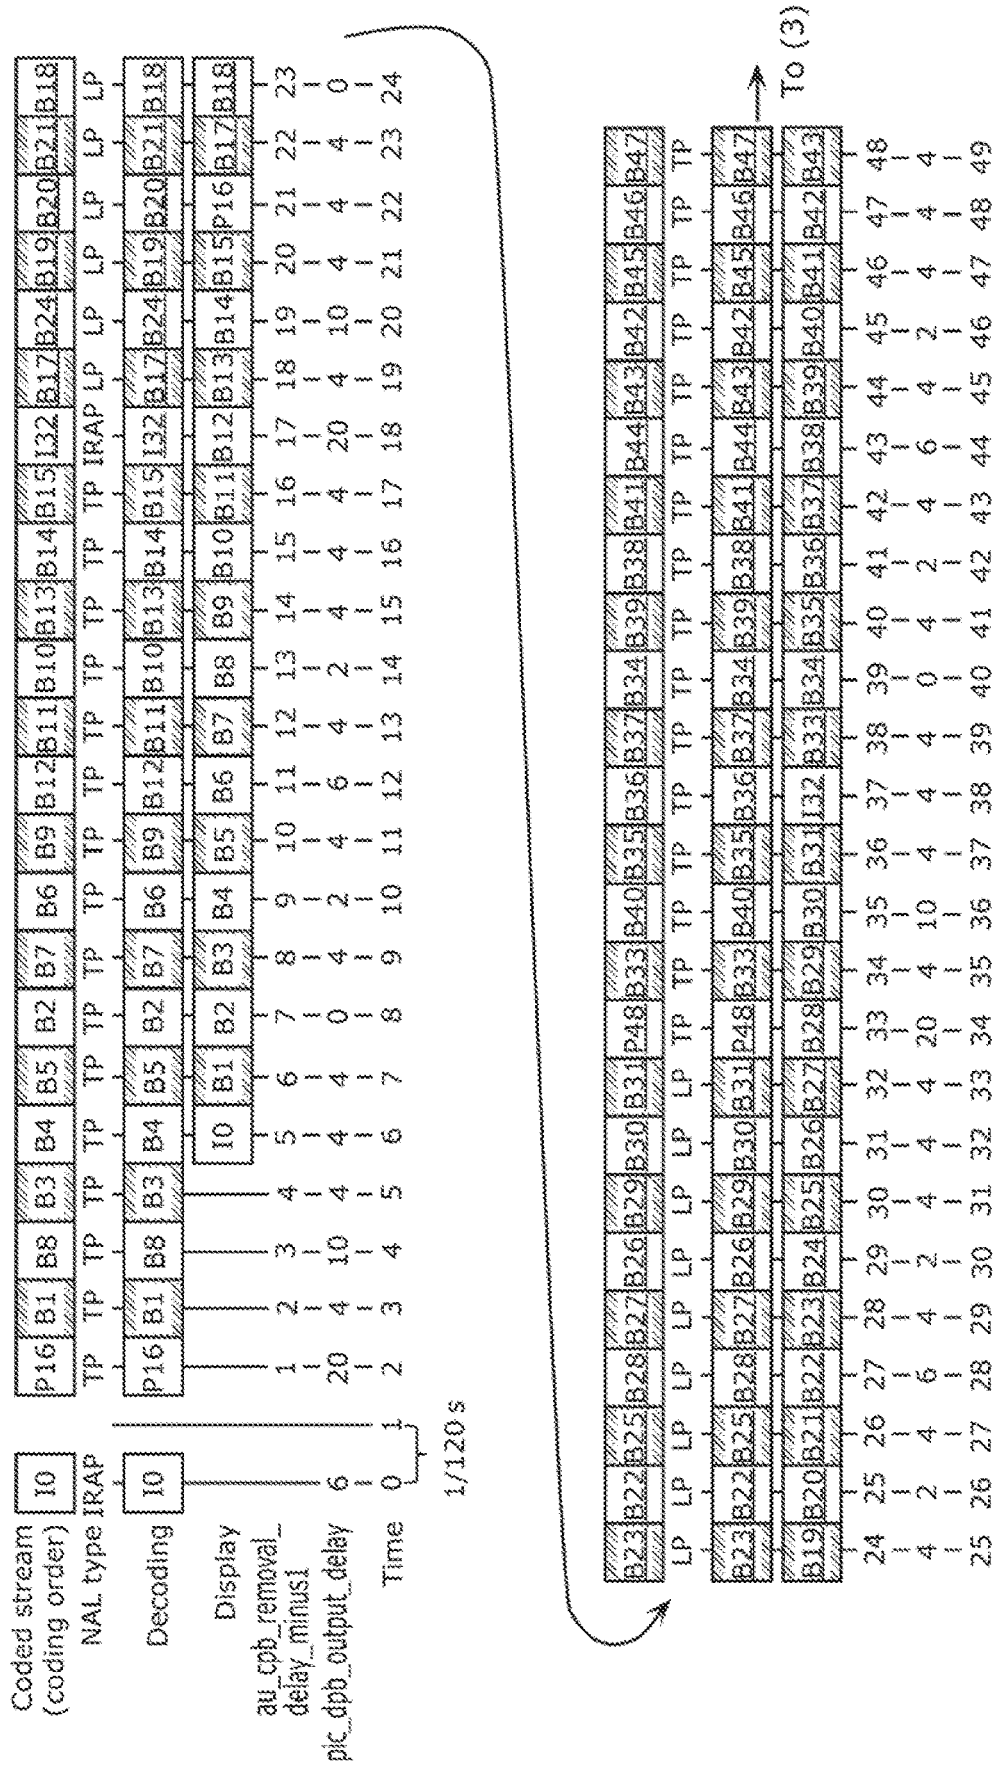 Coded stream
(coding order) I0 P16 B1 B8 B3 B4 B5 B2 B7 B6 B9 B12 B11 B10 B13 B14 B15 I32 B17 B24 B19 B20 B21 B18
NAL type IRAP TP TP TP TP TP TP TP TP TP TP TP TP TP TP TP TP IRAP LP LP LP LP LP LP
Decoding I0 P16 B1 B8 B3 B4 B5 B2 B7 B6 B9 B12 B11 B10 B13 B14 B15 I32 B17 B24 B19 B20 B21 B18
Display I0 B1 B2 B3 B4 B5 B6 B7 B8 B9 B10 B11 B12 B13 B14 B15 P16 B17 B18
au_cpb_removal_
delay_minus1 1 2 3 4 5 6 7 8 9 10 11 12 13 14 15 16 17 18 19 20 21 22 23
pic_dpb_output_delay 6 20 4 10 4 4 4 0 4 2 4 6 4 2 4 4 4 20 4 10 4 4 4 0
Time 0 1 2 3 4 5 6 7 8 9 10 11 12 13 14 15 16 17 18 19 20 21 22 23 24
1/120 s
B23 B22 B25 B28 B27 B26 B29 B30 B31 P48 B33 B40 B35 B36 B37 B34 B39 B38 B41 B44 B43 B42 B45 B46 B47
LP LP LP LP LP LP LP LP LP TP TP TP TP TP TP TP TP TP TP TP TP TP TP TP TP
B23 B22 B25 B28 B27 B26 B29 B30 B31 P48 B33 B40 B35 B36 B37 B34 B39 B38 B41 B44 B43 B42 B45 B46 B47
To (3)
B19 B20 B21 B22 B23 B24 B25 B26 B27 B28 B29 B30 B31 I32 B33 B34 B35 B36 B37 B38 B39 B40 B41 B42 B43
24 25 26 27 28 29 30 31 32 33 34 35 36 37 38 39 40 41 42 43 44 45 46 47 48
4 2 4 6 4 2 4 4 4 20 4 10 4 4 4 0 4 2 4 6 4 2 4 4 4
25 26 27 28 29 30 31 32 33 34 35 36 37 38 39 40 41 42 43 44 45 46 47 48 49